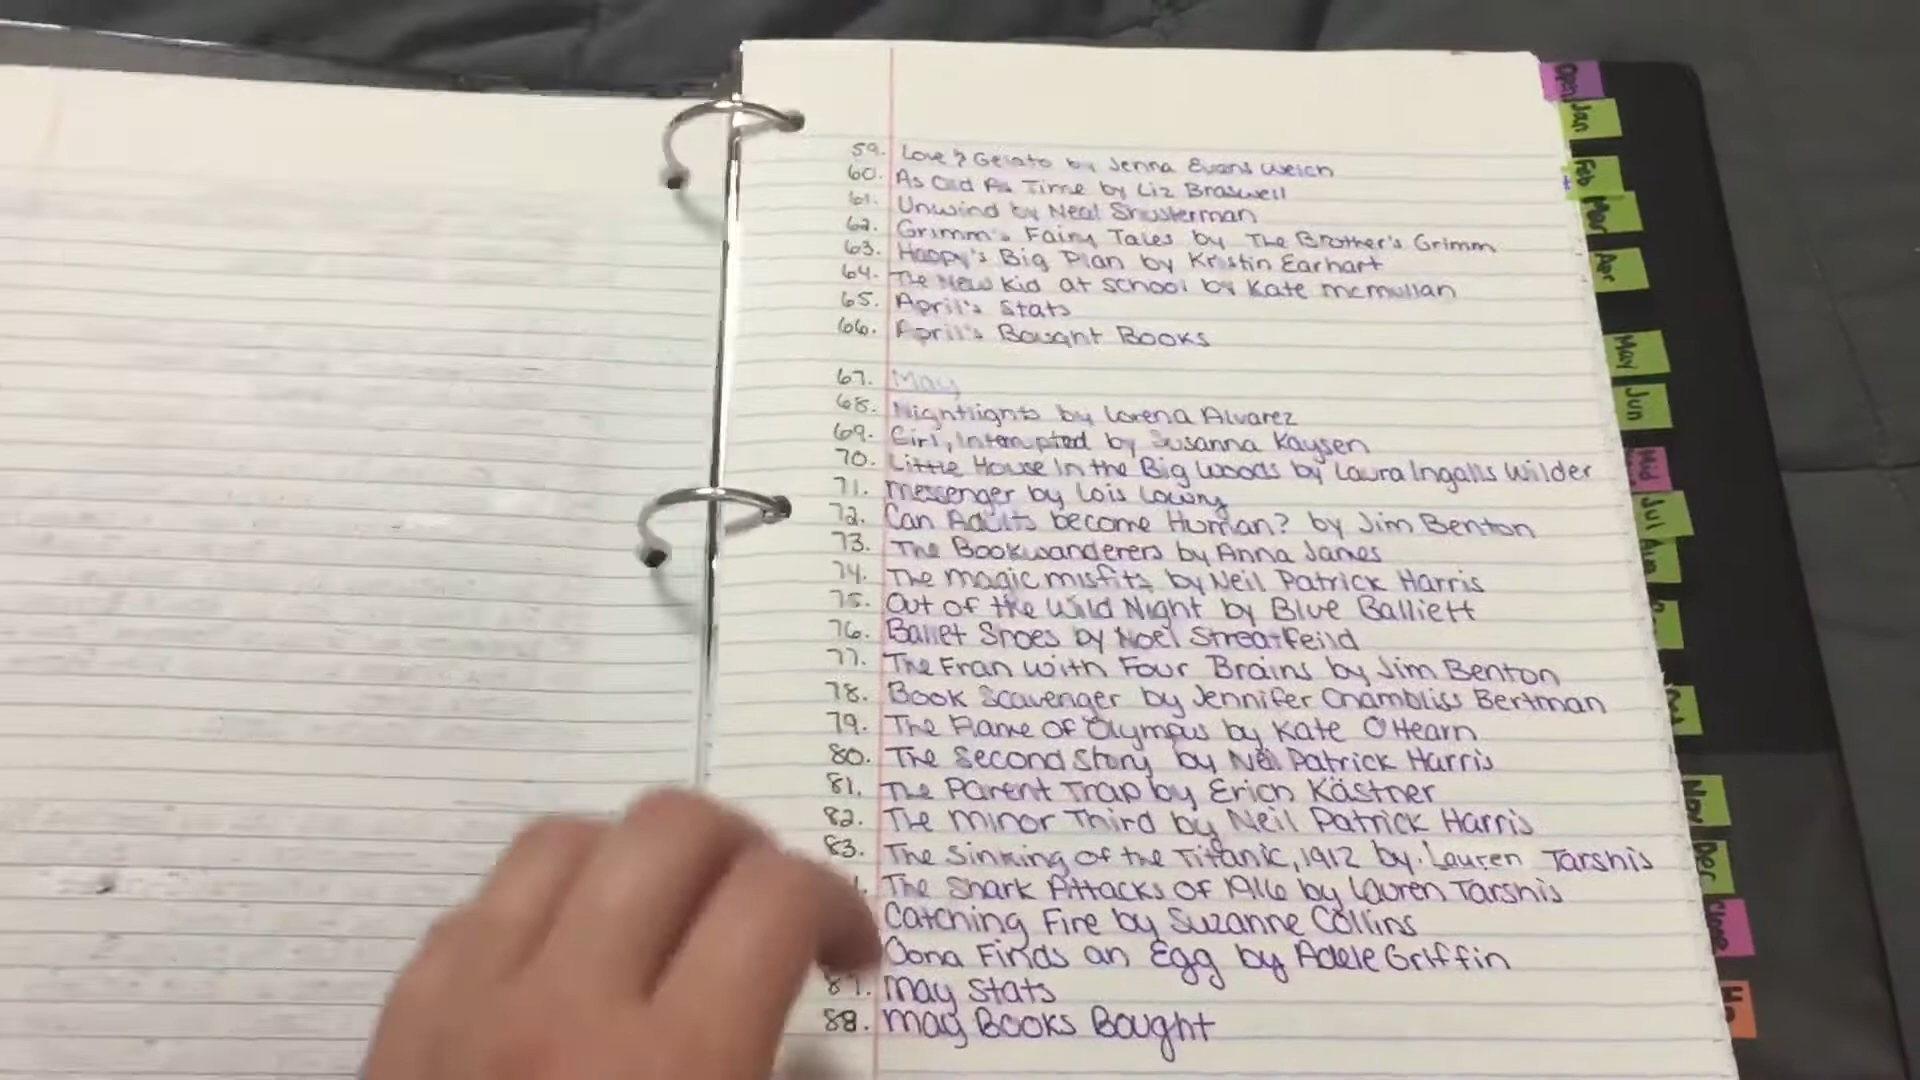 59. Love & Gelato by Jenna Evans Welch
60. As Old As Time by Liz Braswell
61. Unwind by Neal Shusterman
62. Grimm's Fairy Tales by The Brother's Grimm
63. Happy's Big Plan by Kristin Earhart
64. The New Kid at School by Kate McMullan
65. April's Stats
66. April's Bought Books
67. May
68. Nightlights by Lorena Alvarez
69. Girl, Interrupted by Susanna Kaysen
70. Little House In the Big Woods by Laura Ingalls Wilder
71. Messenger by Lois Lowry
72. Can Adults become Human? by Jim Benton
73. The Bookwanderers by Anna James
74. The Magic Misfits by Neil Patrick Harris
75. Out of the Wild Night by Blue Balliett
76. Ballet Shoes by Noel Streatfeild
77. The Fran with Four Brains by Jim Benton
78. Book Scavenger by Jennifer Chambliss Bertman
79. The Flame of Olympus by Kate O'Hearn
80. The Second Story by Neil Patrick Harris
81. The Parent Trap by Erich Kästner
82. The Minor Third by Neil Patrick Harris
83. The Sinking of the Titanic, 1912 by Lauren Tarshis
The Shark Attacks of 1916 by Lauren Tarshis
Catching Fire by Suzanne Collins
Oona Finds an Egg by Adele Griffin
87. May Stats
88. May Books Bought
Open
Jan
Feb
Mar
Apr
May
Jun
Mid
Jul
Aug
Oct
Nov
Dec